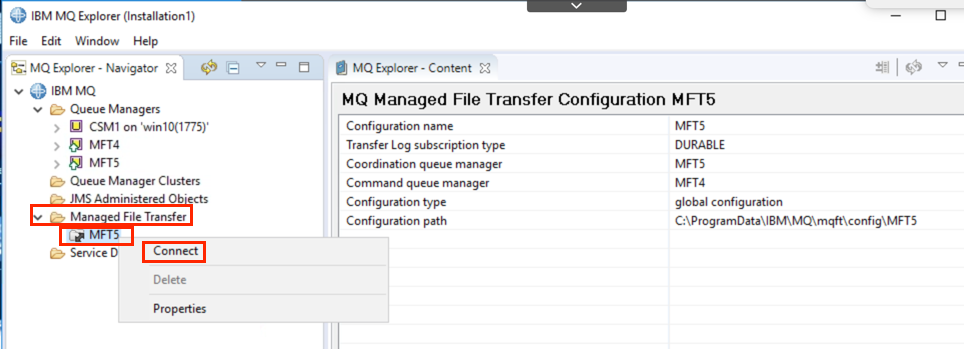 IBM MQ Explorer (Installation1)
File Edit Window Help
MQ Explorer - Navigator
IBM MQ
Queue Managers
CSM1 on 'win10(1775)'
MFT4
MFT5
Queue Manager Clusters
JMS Administered Objects
Managed File Transfer
MFT5
Service D
Connect
Delete
Properties
MQ Explorer - Content
MQ Managed File Transfer Configuration MFT5
Configuration name MFT5
Transfer Log subscription type DURABLE
Coordination queue manager MFT5
Command queue manager MFT4
Configuration type global configuration
Configuration path C:\ProgramData\IBM\MQ\mqft\config\MFT5